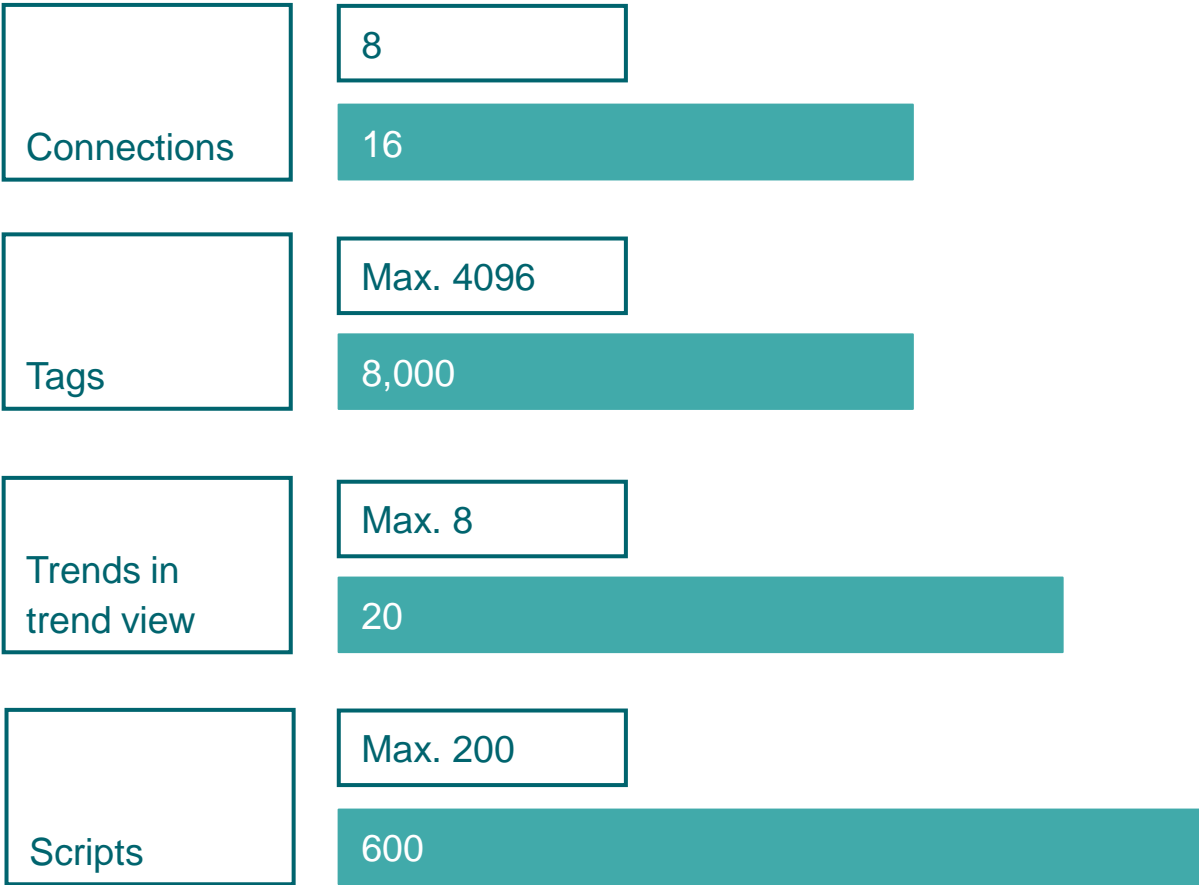 8
Connections
16
Max. 4096
Tags
8,000
Max. 8
Trends in
trend view
20
Max. 200
Scripts
600